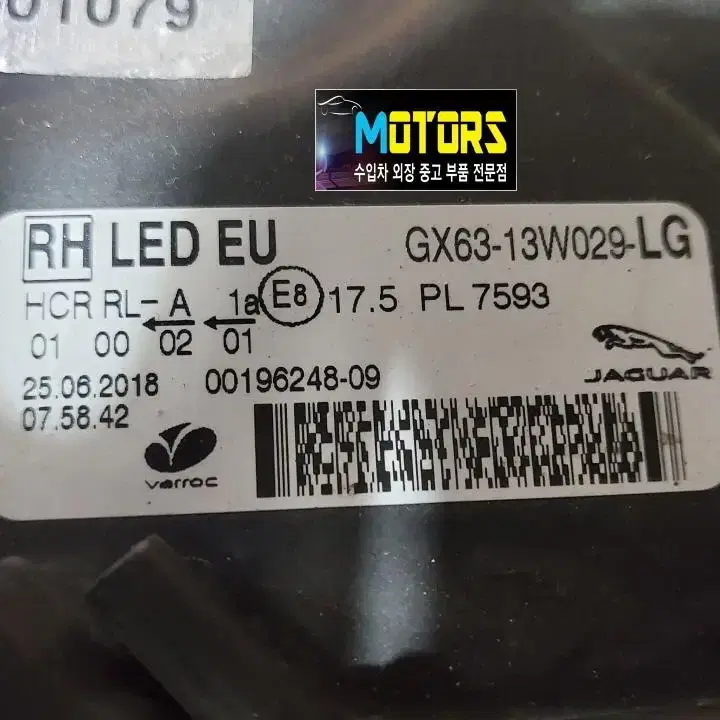 01079
MOTORS
수입차 외장 중고 부품 전문점
RH LED EU GX63-13W029-LG
HCR RL- A 1a E8 17.5 PL 7593
01 00 02 01
JAGUAR
25.06.2018 00196248-09
07.58.42
varroc